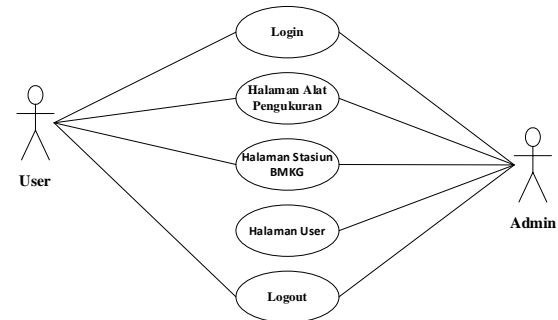 Login
Halaman Alat
Pengukuran
Halaman Stasiun
BMKG
Halaman User
Logout
User
Admin